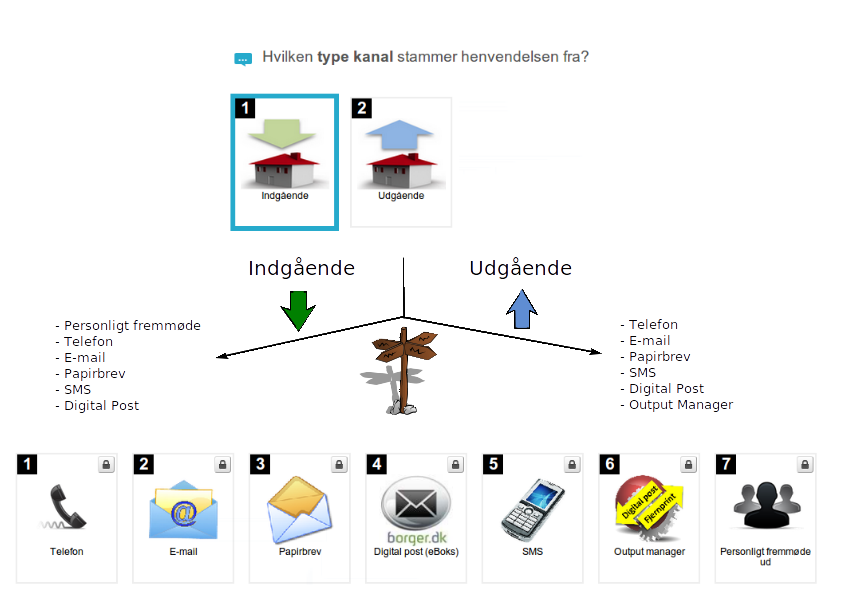 Hvilken type kanal stammer henvendelsen fra?
1
2
Indgående
Udgående
Indgående
Udgående
- Personligt fremmøde
- Telefon
- E-mail
- Papirbrev
- SMS
- Digital Post
- Telefon
- E-mail
- Papirbrev
- SMS
- Digital Post
- Output Manager
1
Telefon
2
@
E-mail
3
Papirbrev
4
borger.dk
Digital post (eBoks)
5
SMS
6
Digital post
Fjernprint
Output manager
7
Personligt fremmøde
ud